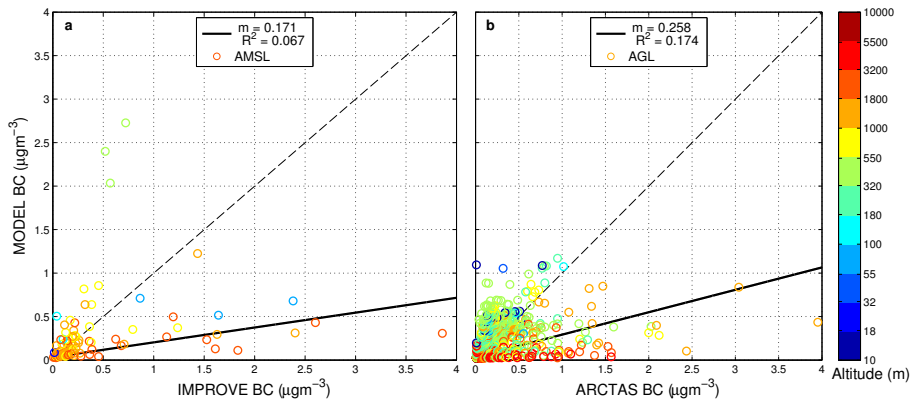 a
m = 0.171
R² = 0.067
AMSL
MODEL BC (µgm⁻³)
4
3.5
3
2.5
2
1.5
1
0.5
0
0 0.5 1 1.5 2 2.5 3 3.5 4
IMPROVE BC (µgm⁻³)
b
m = 0.258
R² = 0.174
AGL
0 0.5 1 1.5 2 2.5 3 3.5 4
ARCTAS BC (µgm⁻³)
10000
5500
3200
1800
1000
550
320
180
100
55
32
18
10
Altitude (m)